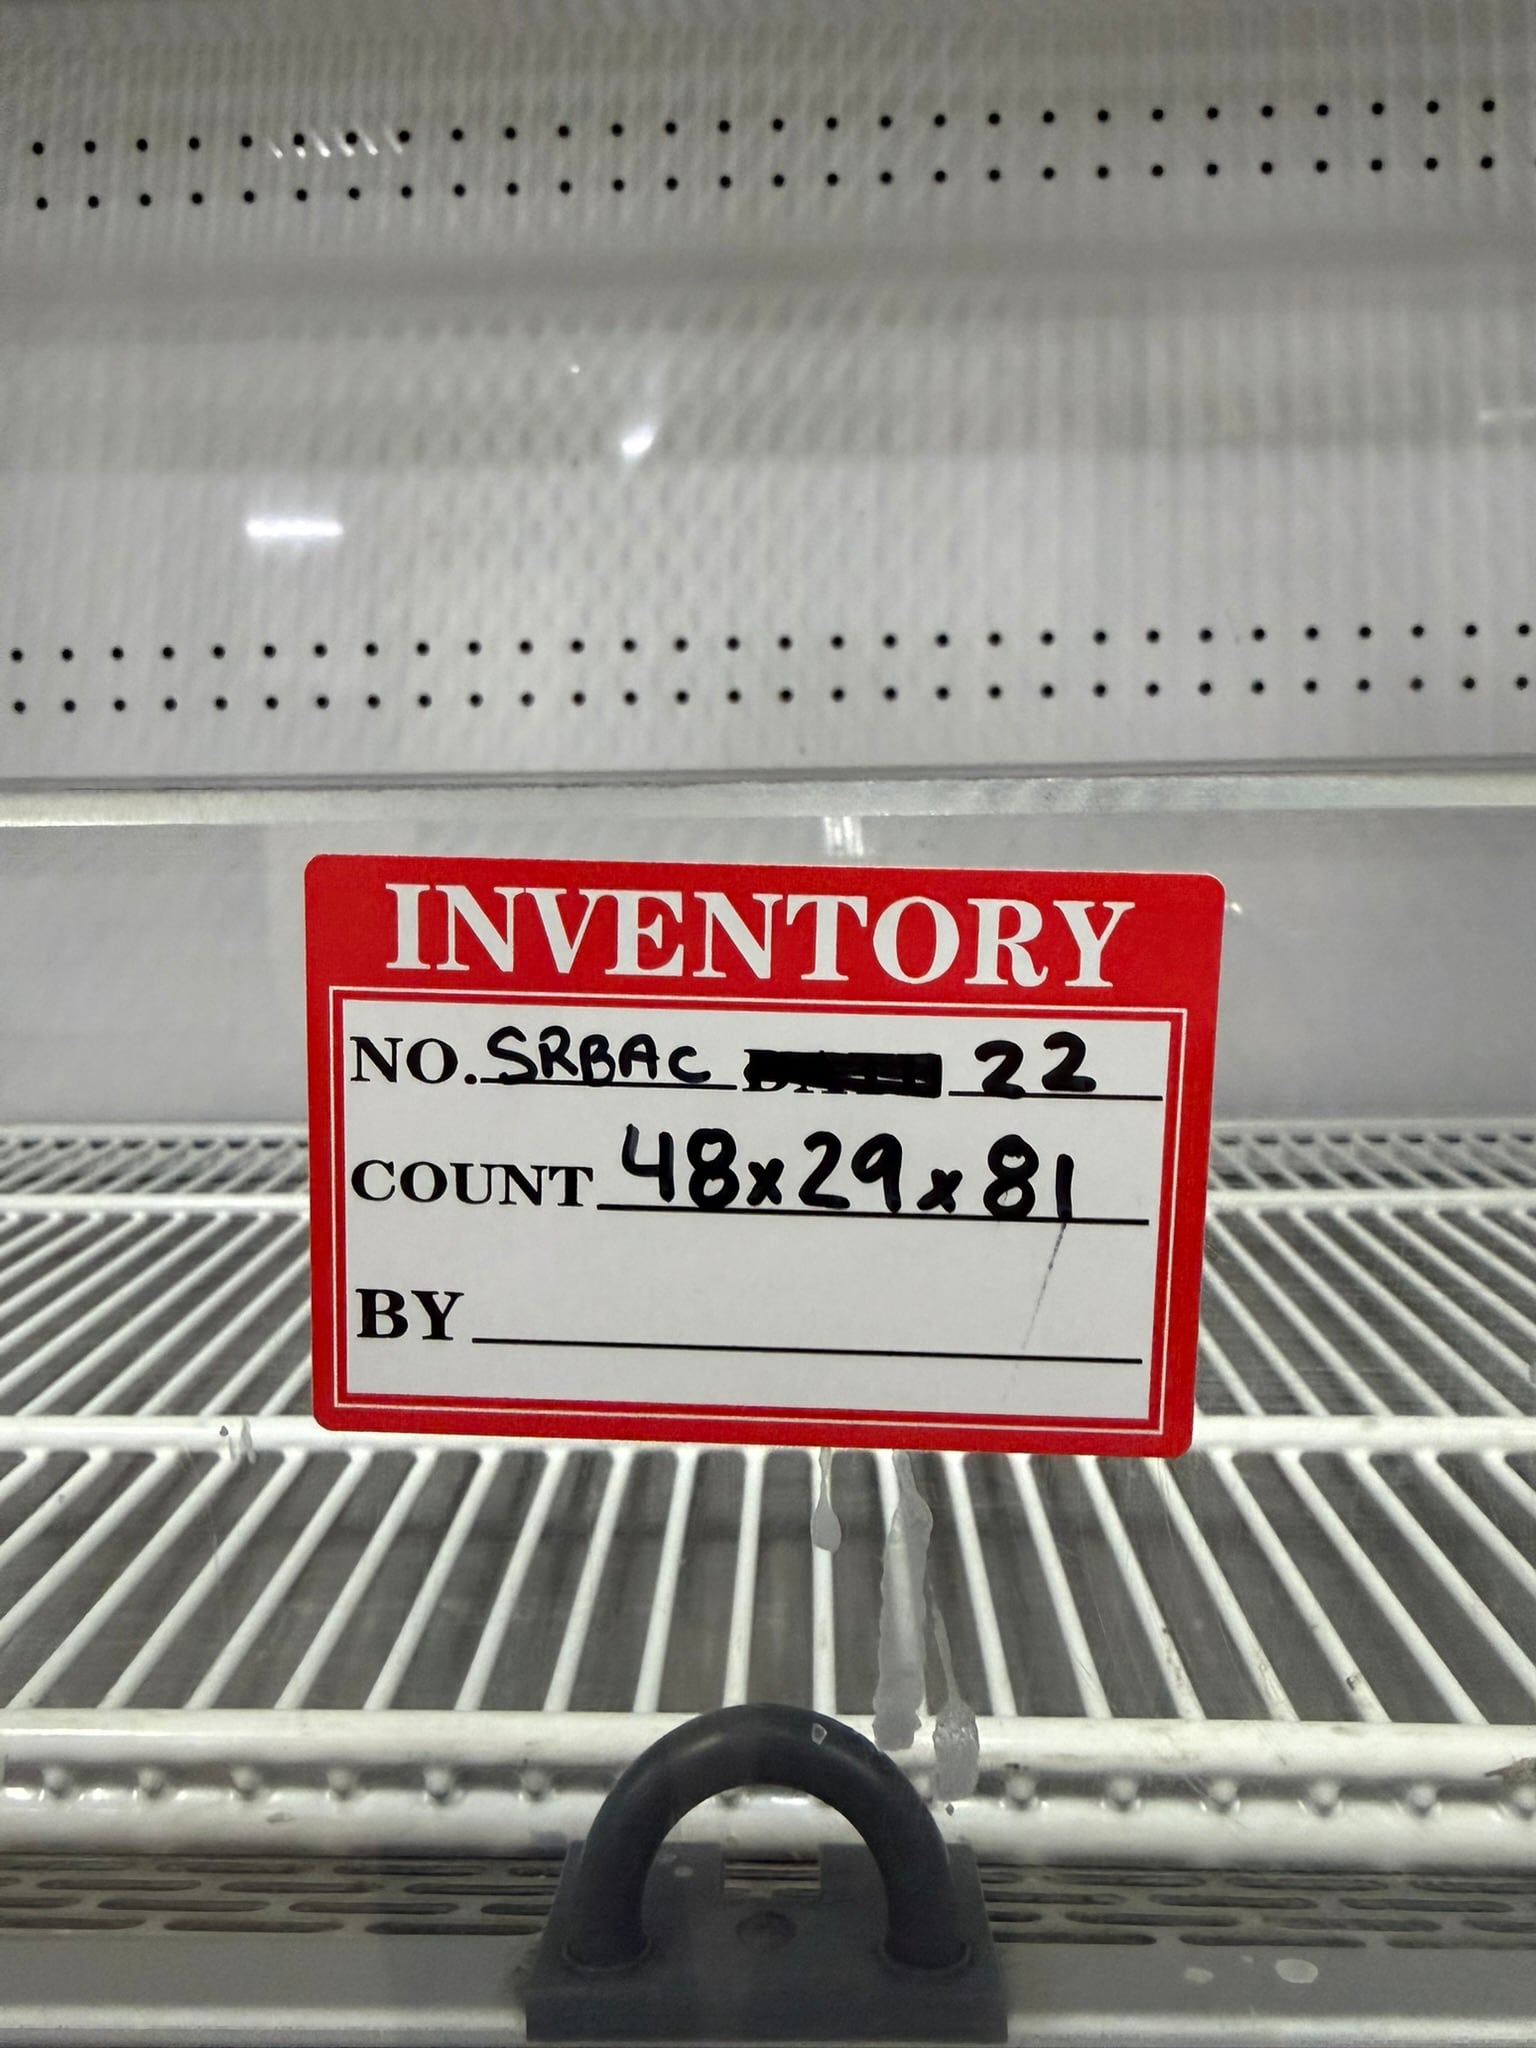 INVENTORY
NO. SRBAC 22
COUNT 48x29x81
BY